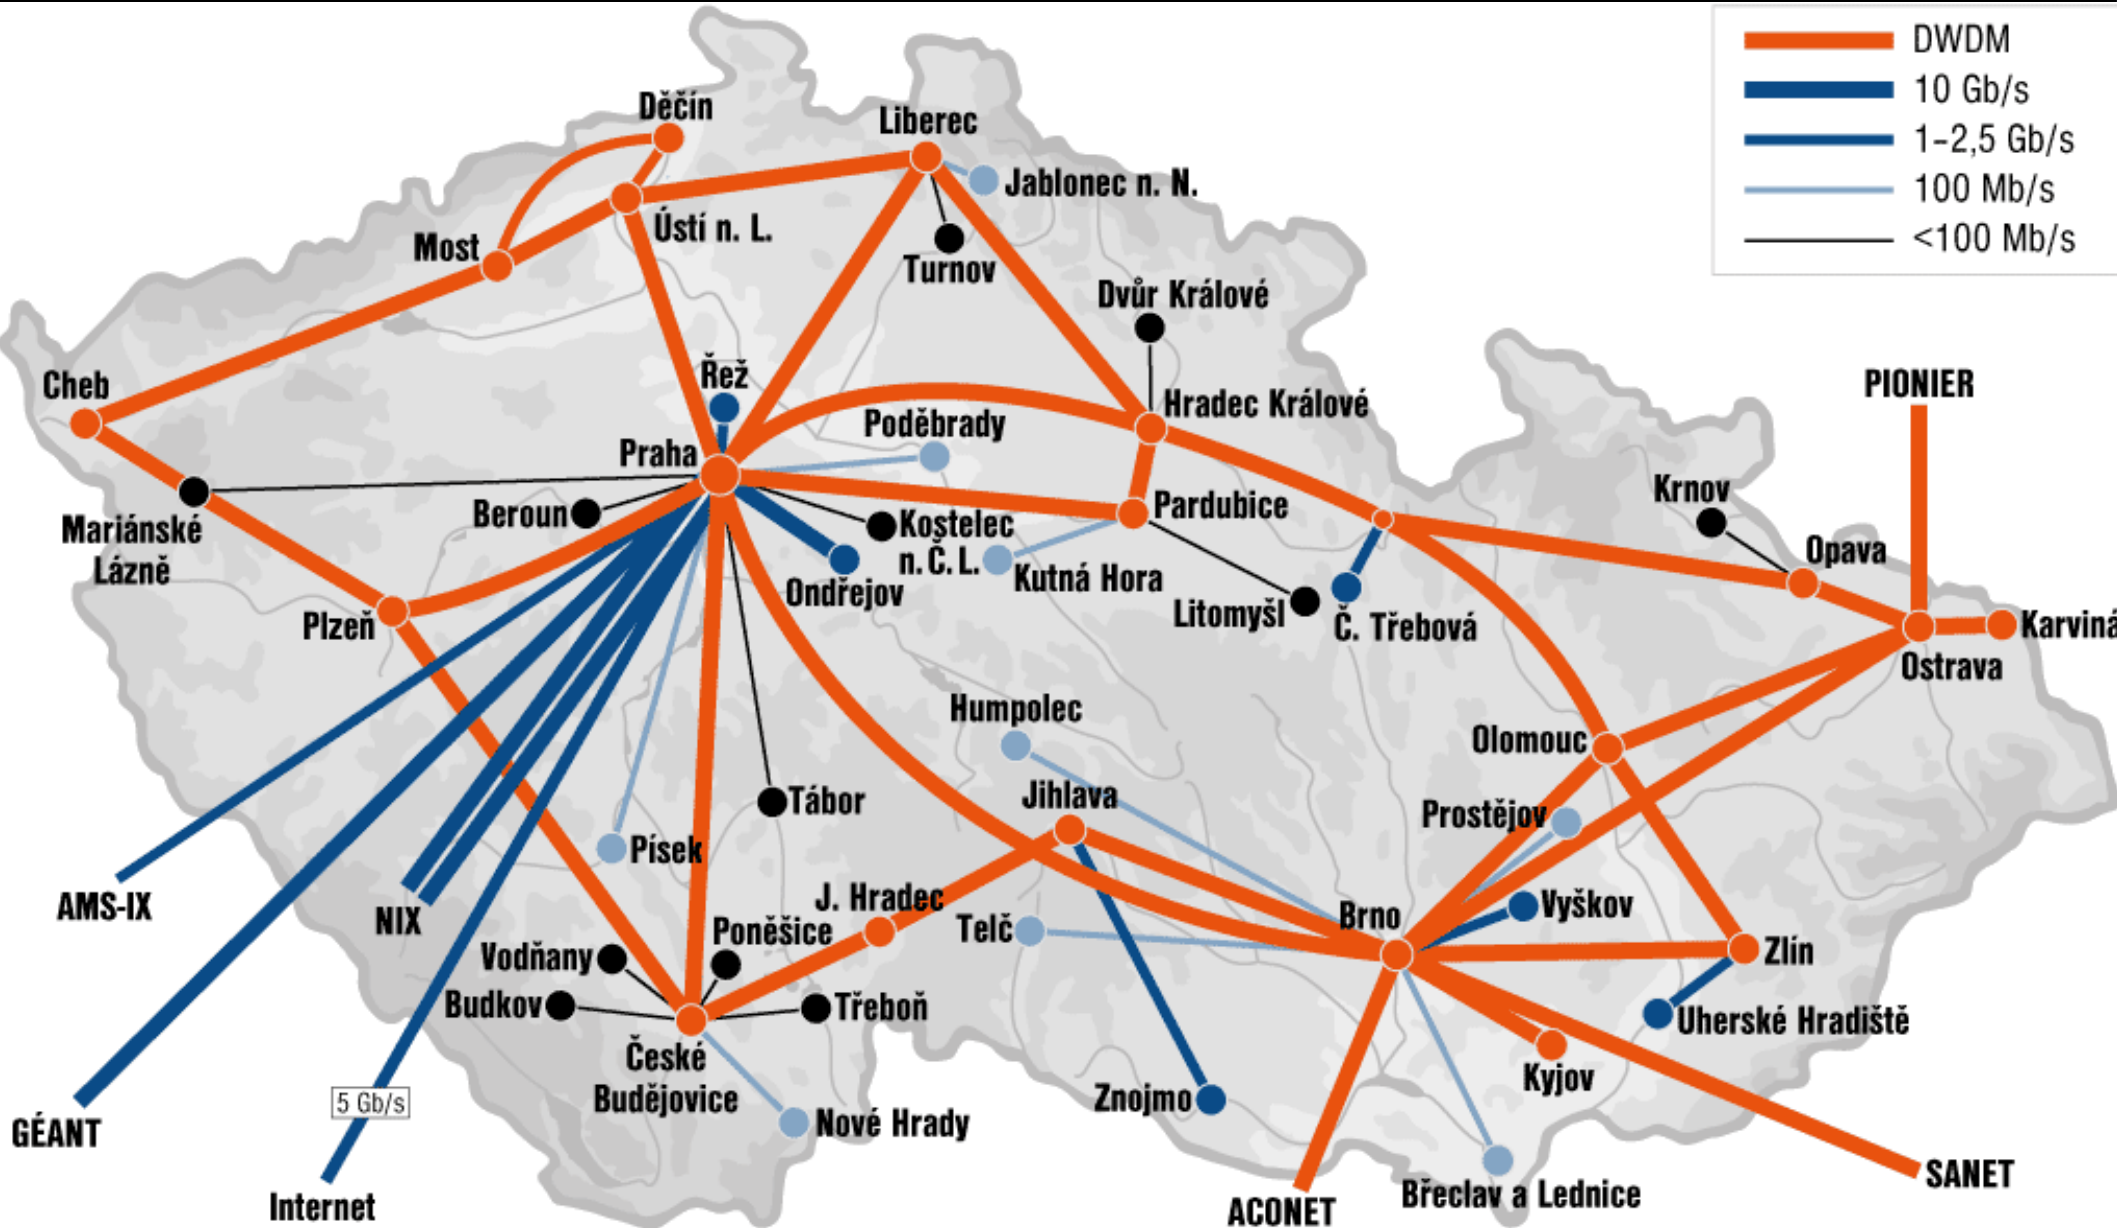 DWDM
10 Gb/s
1–2,5 Gb/s
100 Mb/s
<100 Mb/s
Děčín
Liberec
Jablonec n. N.
Ústí n. L.
Most
Turnov
Dvůr Králové
Cheb
Řež
Hradec Králové
PIONIER
Poděbrady
Praha
Krnov
Mariánské
Lázně
Beroun
Kostelec
n. Č. L.
Pardubice
Opava
Ondřejov
Kutná Hora
Litomyšl
Č. Třebová
Plzeň
Karviná
Ostrava
Humpolec
Olomouc
Jihlava
Tábor
Prostějov
Písek
AMS-IX
NIX
J. Hradec
Poněšice
Telč
Brno
Vyškov
Vodňany
Zlín
Budkov
Třeboň
Uherské Hradiště
České
Budějovice
Kyjov
5 Gb/s
Znojmo
Nové Hrady
GÉANT
SANET
Břeclav a Lednice
Internet
ACONET